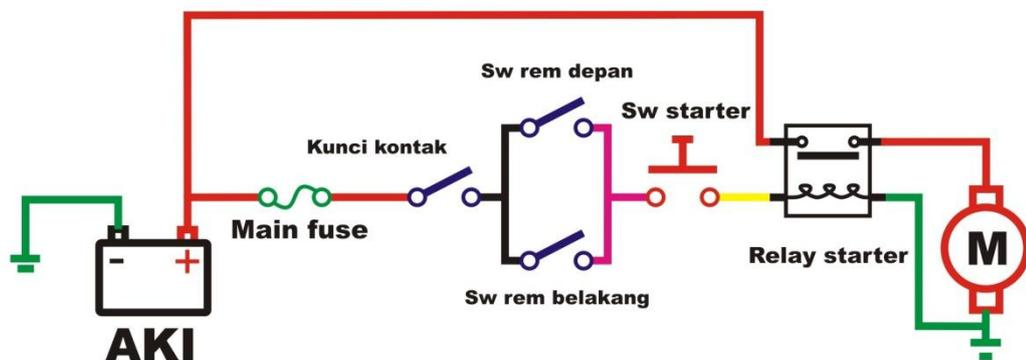 Sw rem depan
Sw starter
Kunci kontak
Main fuse
- +
AKI
Sw rem belakang
Relay starter
M